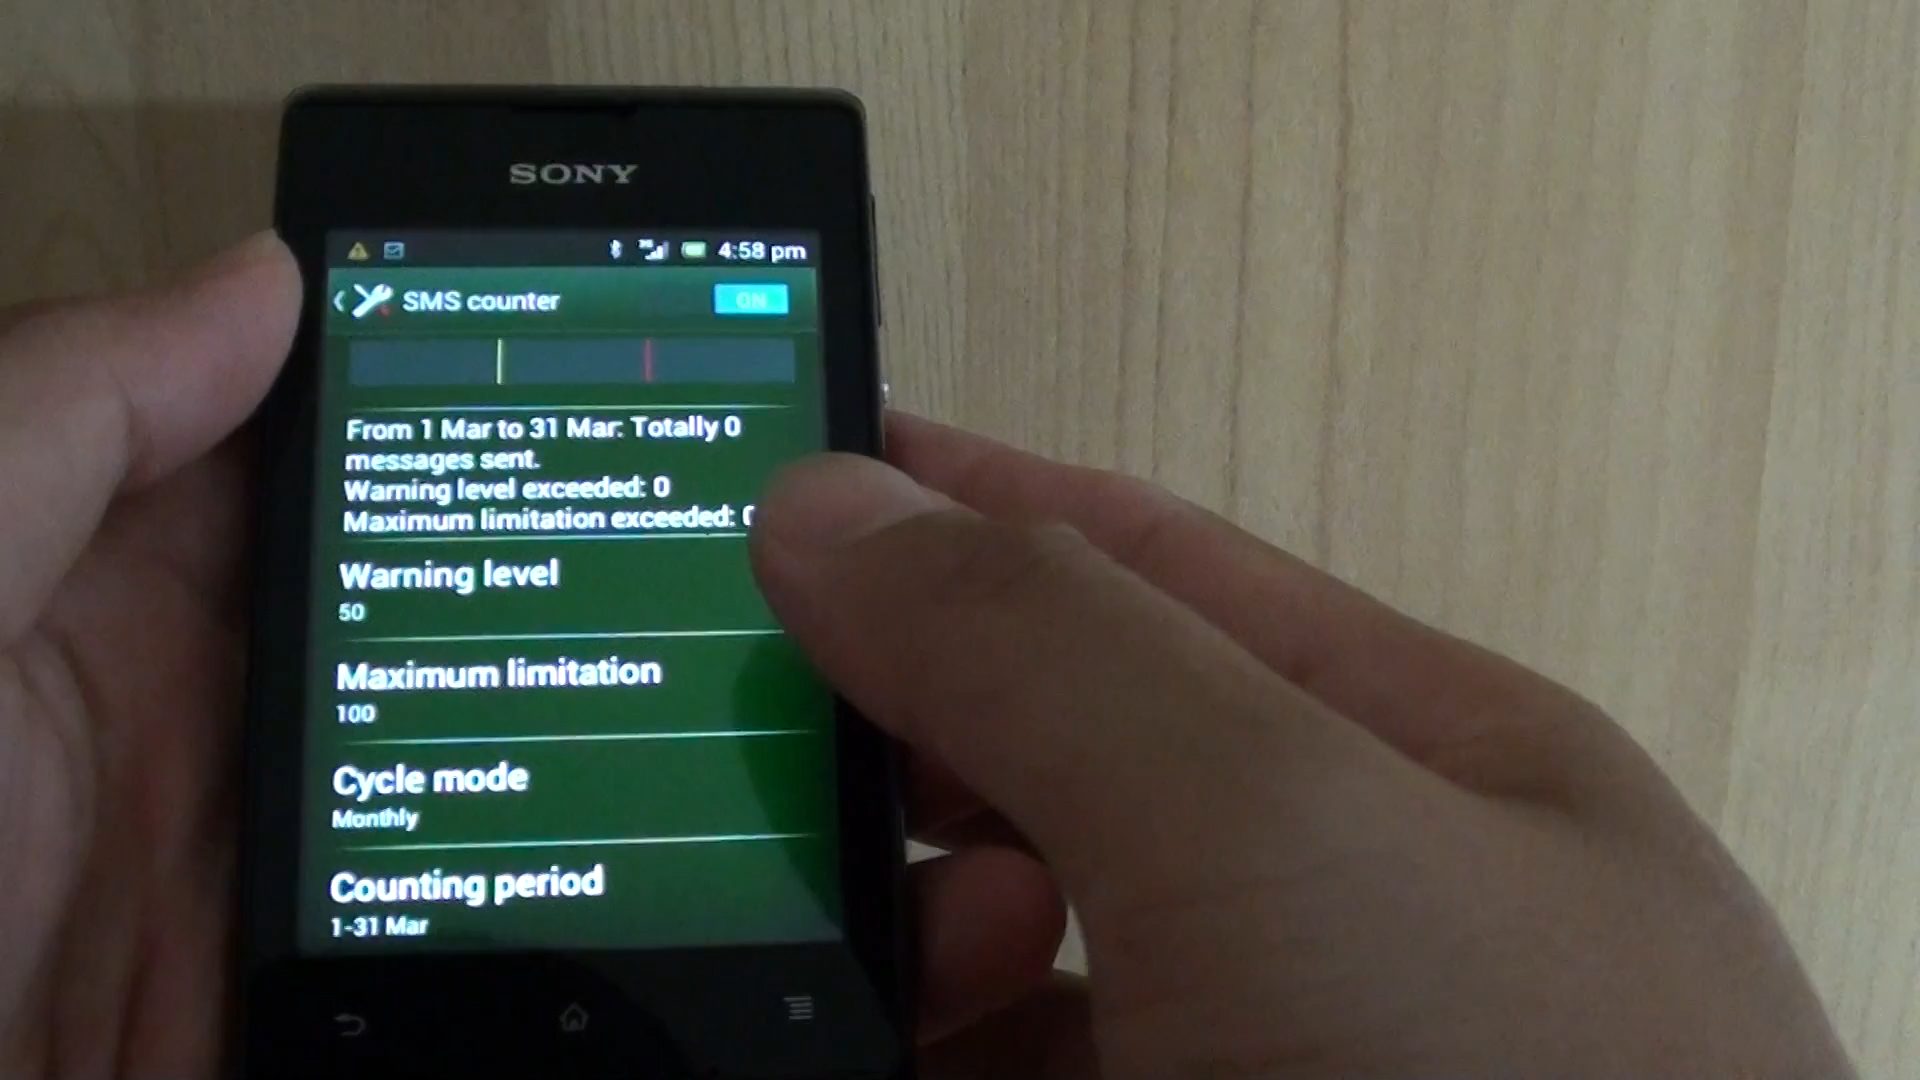 SONY
4:58 pm
SMS counter
ON
From 1 Mar to 31 Mar: Totally 0
messages sent.
Warning level exceeded: 0
Maximum limitation exceeded: 0
Warning level
50
Maximum limitation
100
Cycle mode
Monthly
Counting period
1-31 Mar